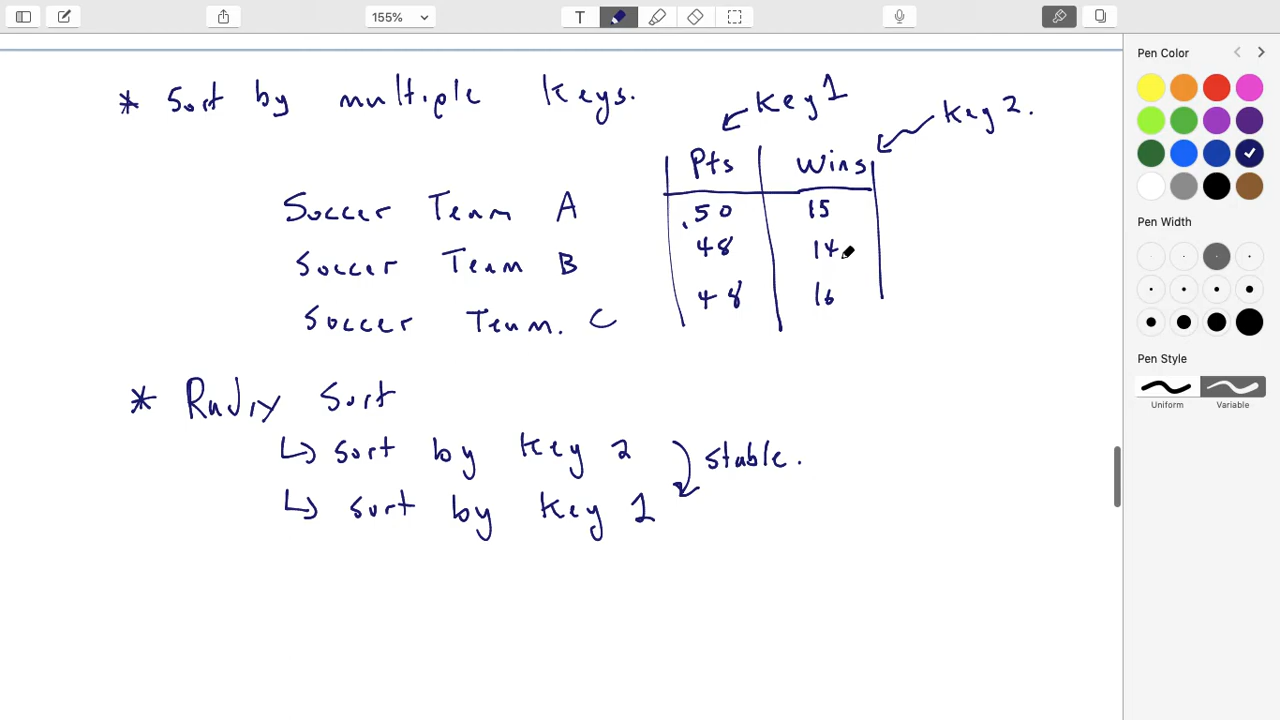 155%
T
* Sort by multiple Keys.
Key 1
Key 2.
Pts Wins
Soccer Team A 50 15
Soccer Team B 48 14
Soccer Team. C 48 16
* Radix Sort
↳ sort by Key 2
stable.
↳ sort by Key 1
Pen Color
Pen Width
Pen Style
Uniform Variable